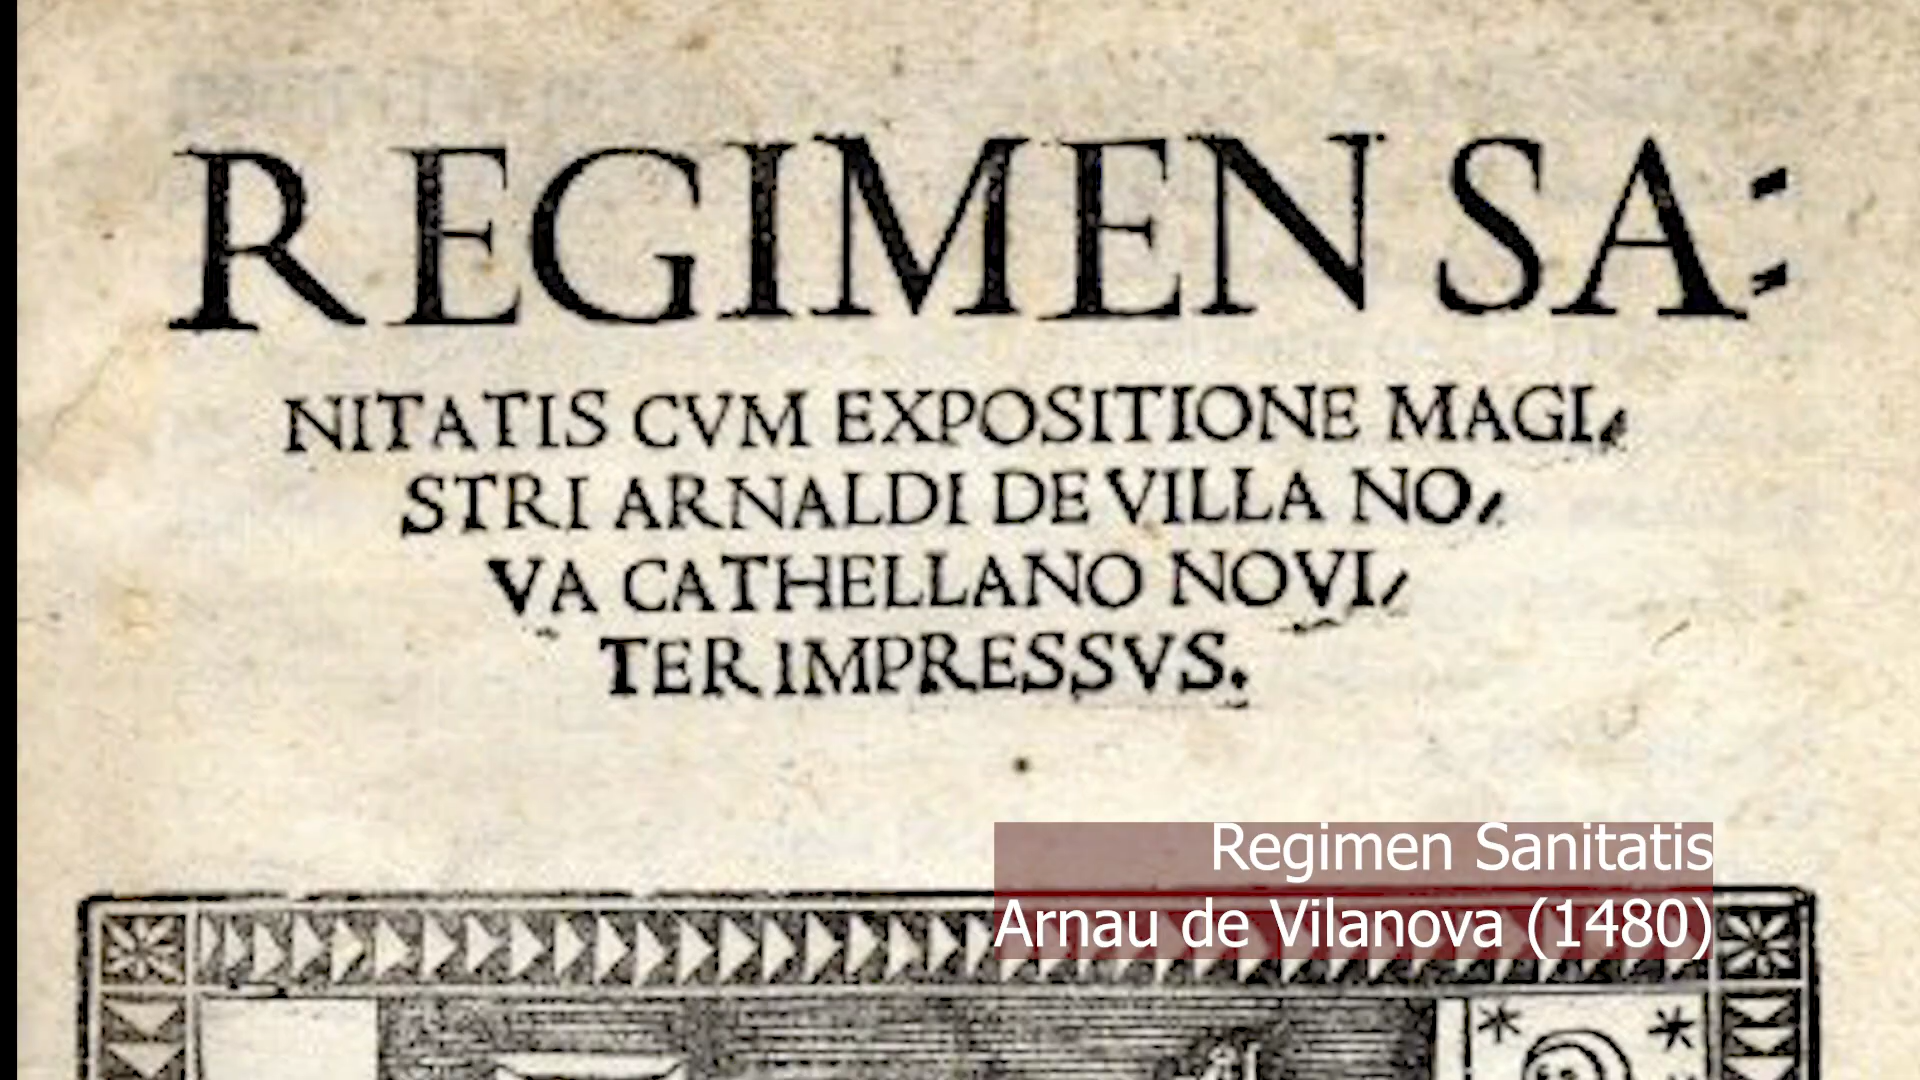 REGIMEN SA:
NITATIS CVM EXPOSITIONE MAGI,
STRI ARNALDI DE VILLA NO,
VA CATHELLANO NOVI,
TER IMPRESSVS.
Regimen Sanitatis
Arnau de Vilanova (1480)